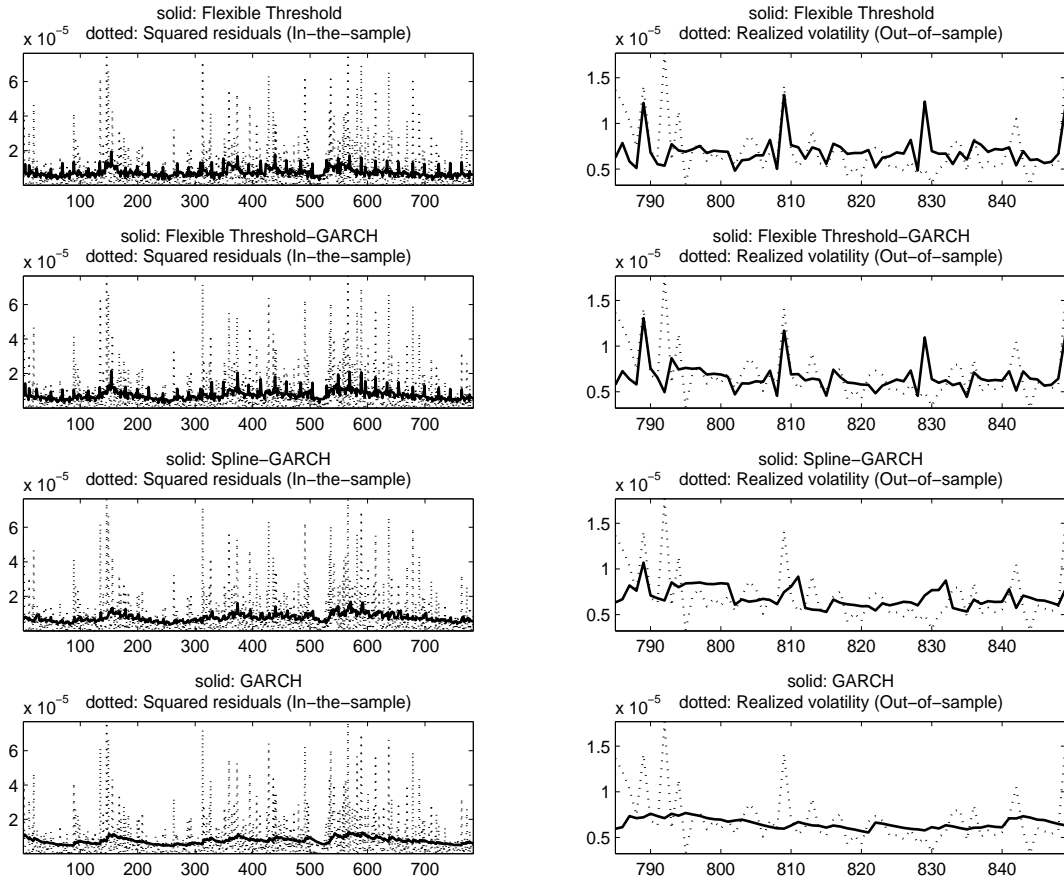 solid: Flexible Threshold
dotted: Squared residuals (In-the-sample)
x 10⁻⁵
6
4
2
100 200 300 400 500 600 700
solid: Flexible Threshold
dotted: Realized volatility (Out-of-sample)
x 10⁻⁵
1.5
1
0.5
790 800 810 820 830 840
solid: Flexible Threshold-GARCH
dotted: Squared residuals (In-the-sample)
x 10⁻⁵
6
4
2
100 200 300 400 500 600 700
solid: Flexible Threshold-GARCH
dotted: Realized volatility (Out-of-sample)
x 10⁻⁵
1.5
1
0.5
790 800 810 820 830 840
solid: Spline-GARCH
dotted: Squared residuals (In-the-sample)
x 10⁻⁵
6
4
2
100 200 300 400 500 600 700
solid: Spline-GARCH
dotted: Realized volatility (Out-of-sample)
x 10⁻⁵
1.5
1
0.5
790 800 810 820 830 840
solid: GARCH
dotted: Squared residuals (In-the-sample)
x 10⁻⁵
6
4
2
100 200 300 400 500 600 700
solid: GARCH
dotted: Realized volatility (Out-of-sample)
x 10⁻⁵
1.5
1
0.5
790 800 810 820 830 840